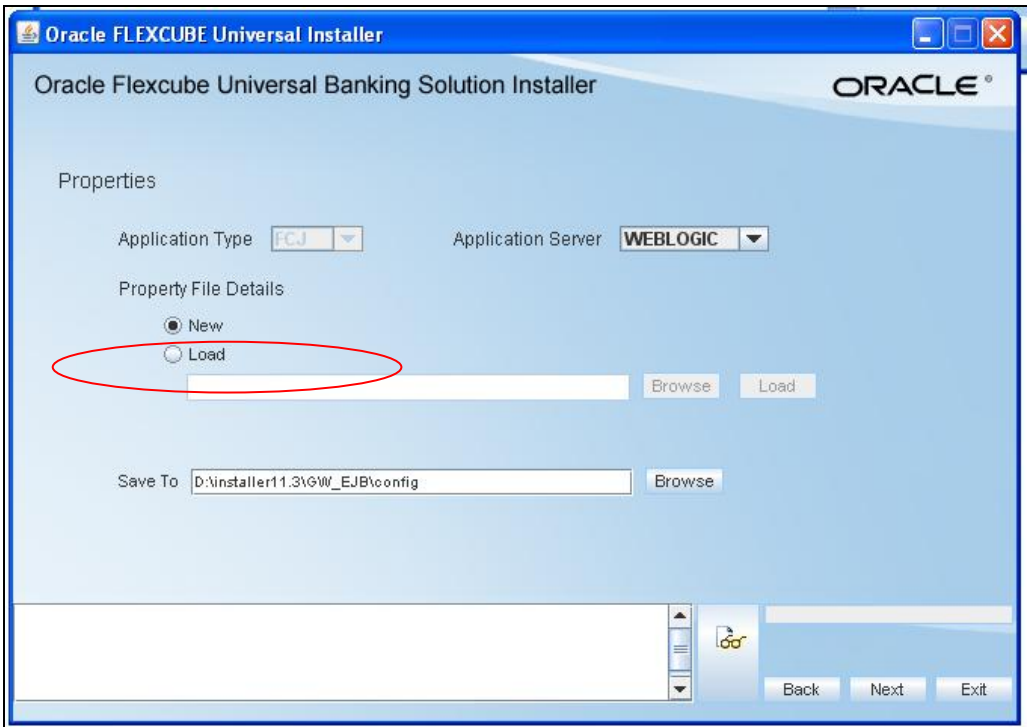 Oracle FLEXCUBE Universal Installer
Oracle Flexcube Universal Banking Solution Installer
ORACLE®
Properties
Application Type FCJ Application Server WEBLOGIC
Property File Details
New
Load
Browse Load
Save To D:\installer11.3\GW_EJB\config Browse
Back Next Exit